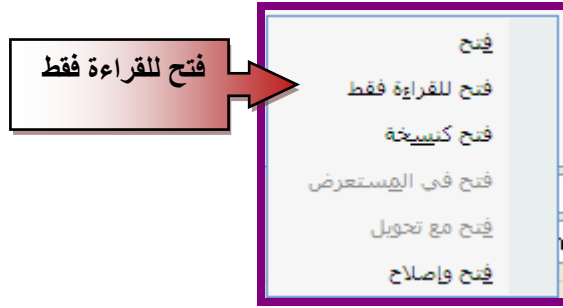 فتح للقراءة فقط
فتح
فتح للقراءة فقط
فتح كنسخة
فتح في المستعرض
فتح مع تحويل
فتح وإصلاح